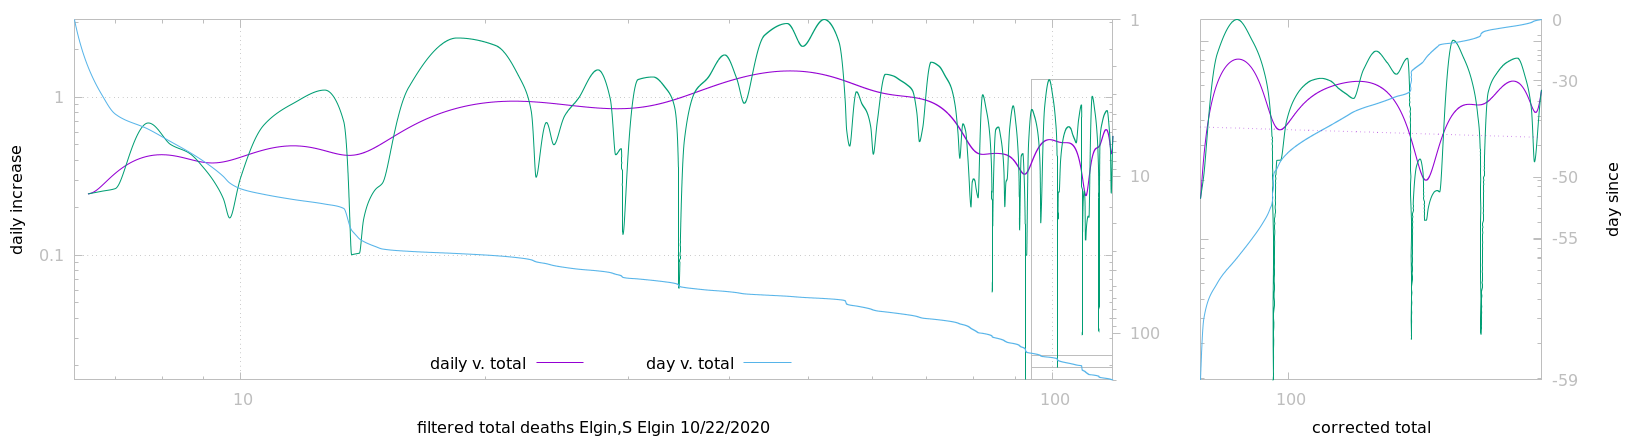 1
0
-30
1
daily increase
10
-50
day since
0.1
-55
100
daily v. total
day v. total
-59
10
100
100
filtered total deaths Elgin,S Elgin 10/22/2020
corrected total